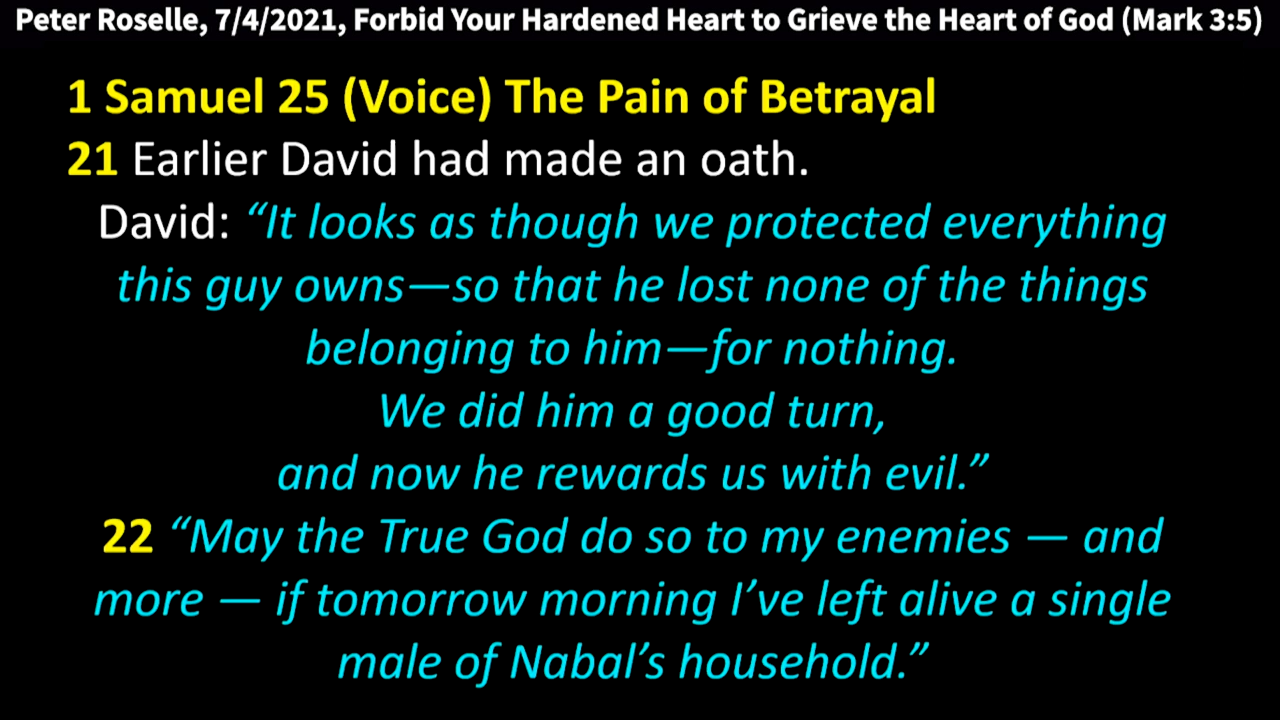 Peter Roselle, 7/4/2021, Forbid Your Hardened Heart to Grieve the Heart of God (Mark 3:5)
1 Samuel 25 (Voice) The Pain of Betrayal
21 Earlier David had made an oath.
David: “It looks as though we protected everything
this guy owns—so that he lost none of the things
belonging to him—for nothing.
We did him a good turn,
and now he rewards us with evil.”
22 “May the True God do so to my enemies — and
more — if tomorrow morning I’ve left alive a single
male of Nabal’s household.”